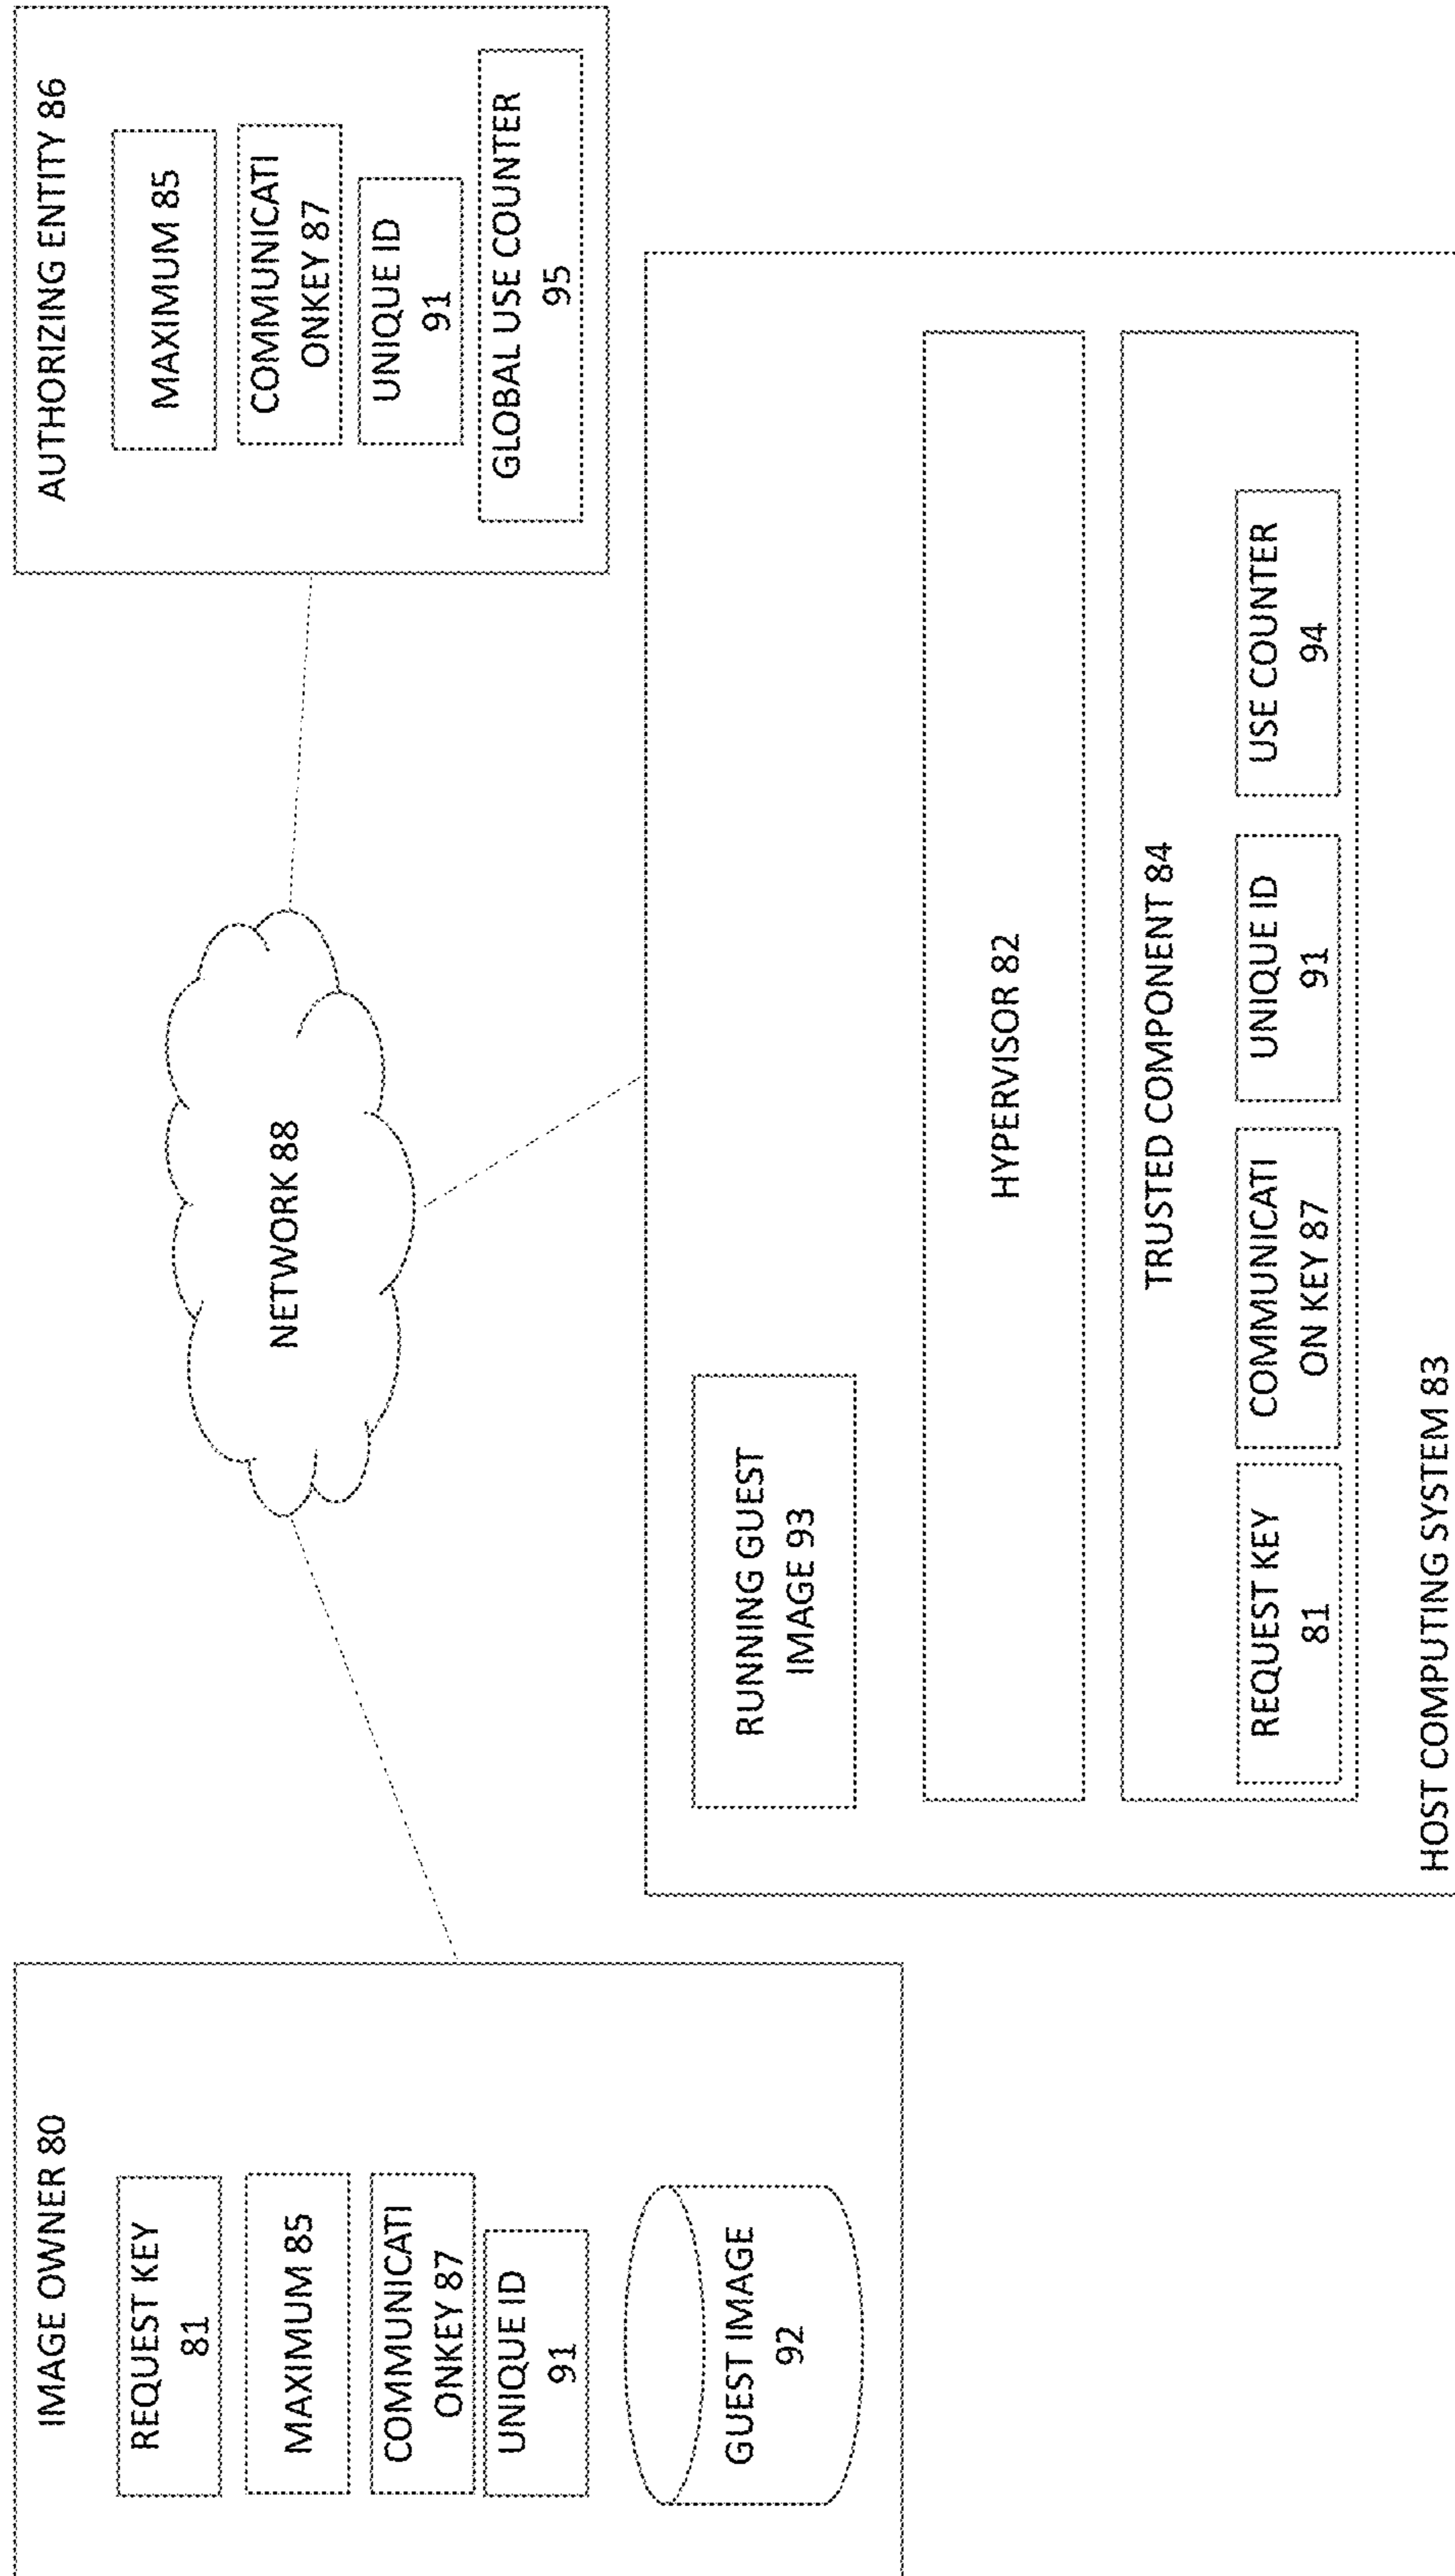 IMAGE OWNER 80
REQUEST KEY
81
MAXIMUM 85
COMMUNICATI
ONKEY 87
UNIQUE ID
91
GUEST IMAGE
92
NETWORK 88
AUTHORIZING ENTITY 86
MAXIMUM 85
COMMUNICATI
ONKEY 87
UNIQUE ID
91
GLOBAL USE COUNTER
95
RUNNING GUEST
IMAGE 93
HYPERVISOR 82
TRUSTED COMPONENT 84
REQUEST KEY
81
COMMUNICATI
ON KEY 87
UNIQUE ID
91
USE COUNTER
94
HOST COMPUTING SYSTEM 83